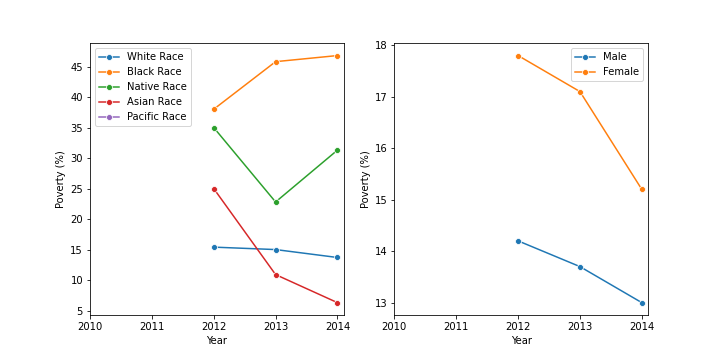 White Race
Black Race
Native Race
Asian Race
Pacific Race
45
40
35
30
25
20
15
10
5
Poverty (%)
2010 2011 2012 2013 2014
Year
Male
Female
18
17
16
15
14
13
Poverty (%)
2010 2011 2012 2013 2014
Year